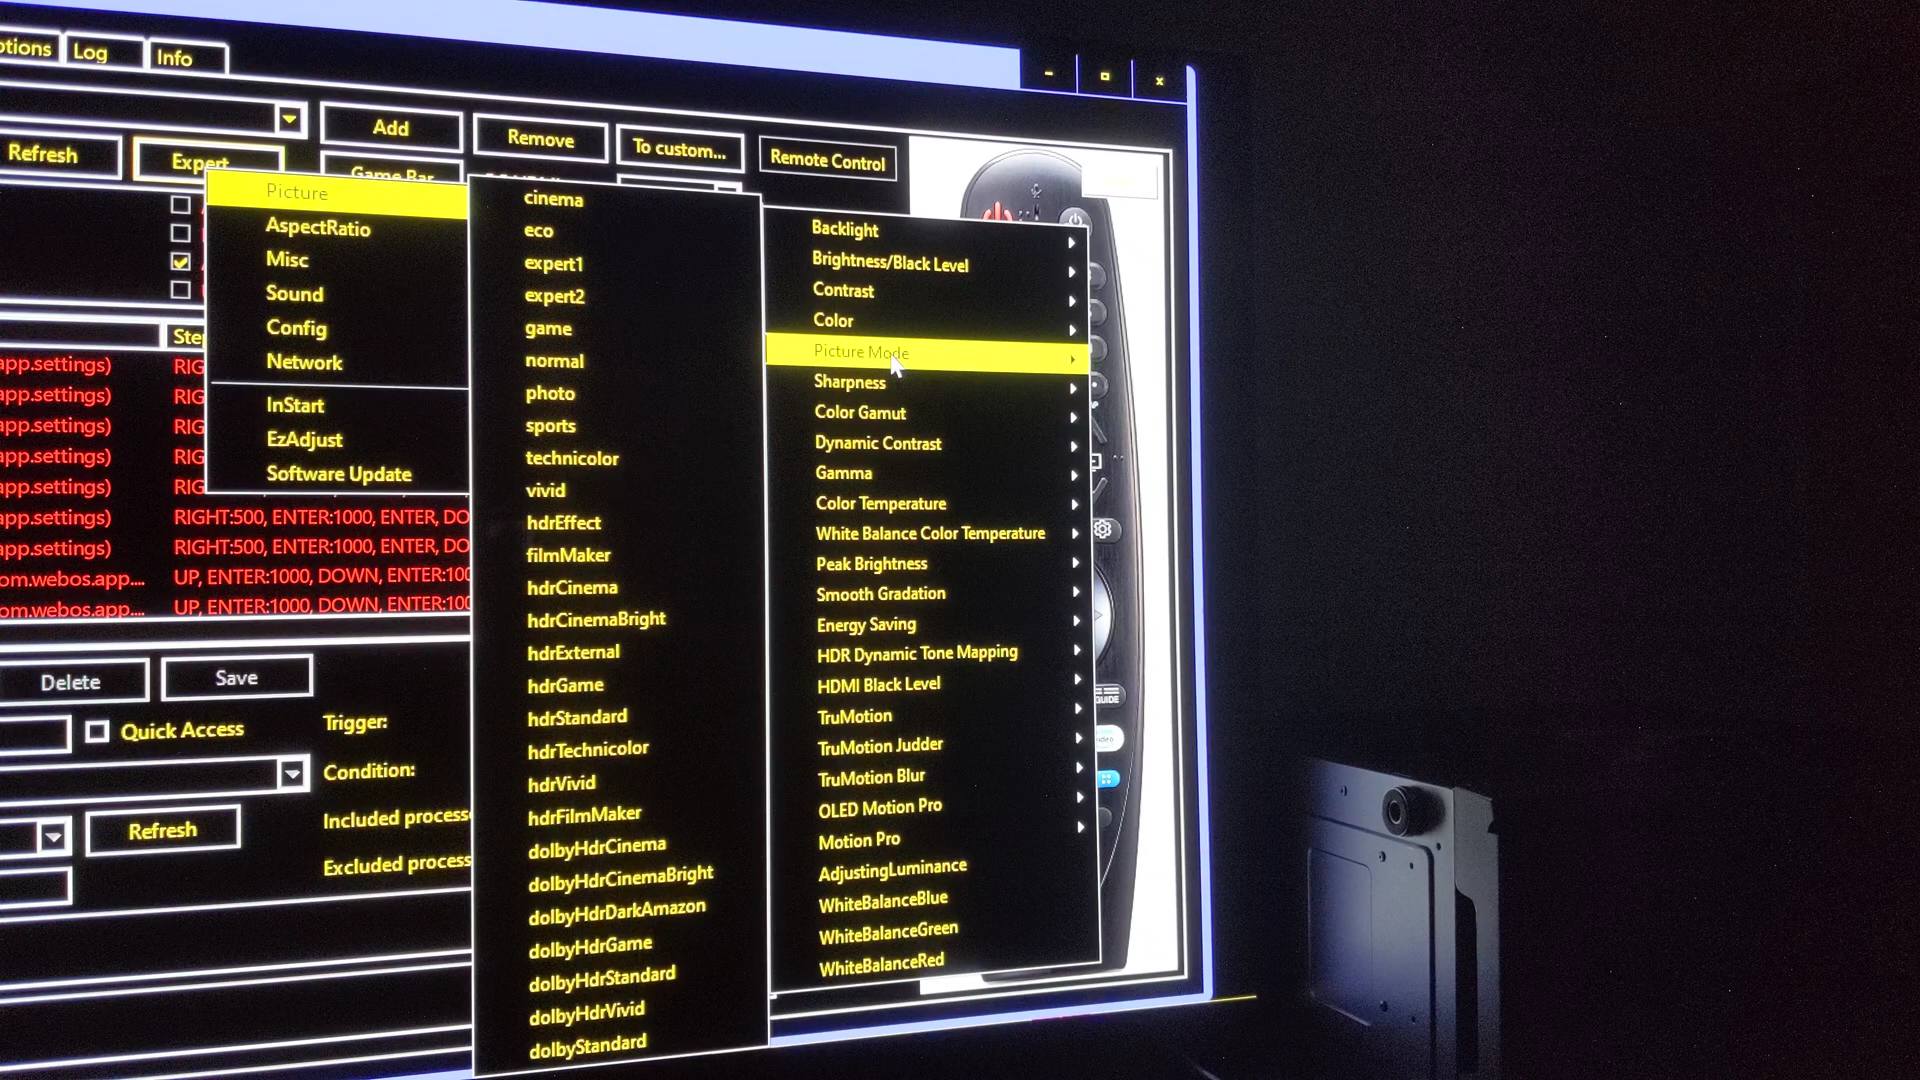 ptions
Log
Info
Add
Remove
To custom...
Remote Control
Refresh
Expert
Game Bar
Picture
AspectRatio
Misc
Sound
Config
Network
InStart
EzAdjust
Software Update
cinema
eco
expert1
expert2
game
normal
photo
sports
technicolor
vivid
hdrEffect
filmMaker
hdrCinema
hdrCinemaBright
hdrExternal
hdrGame
hdrStandard
hdrTechnicolor
hdrVivid
hdrFilmMaker
dolbyHdrCinema
dolbyHdrCinemaBright
dolbyHdrDarkAmazon
dolbyHdrGame
dolbyHdrStandard
dolbyHdrVivid
dolbyStandard
Backlight
Brightness/Black Level
Contrast
Color
Picture Mode
Sharpness
Color Gamut
Dynamic Contrast
Gamma
Color Temperature
White Balance Color Temperature
Peak Brightness
Smooth Gradation
Energy Saving
HDR Dynamic Tone Mapping
HDMI Black Level
TruMotion
TruMotion Judder
TruMotion Blur
OLED Motion Pro
Motion Pro
AdjustingLuminance
WhiteBalanceBlue
WhiteBalanceGreen
WhiteBalanceRed
Ste
app.settings) RIG
app.settings) RIG
app.settings) RIG
app.settings) RIG
app.settings) RIG
app.settings) RIGHT:500, ENTER:1000, ENTER, DO
app.settings) RIGHT:500, ENTER:1000, ENTER, DO
om.webos.app.... UP, ENTER:1000, DOWN, ENTER:100
om.webos.app.... UP, ENTER:1000, DOWN, ENTER:100
Delete
Save
Quick Access
Trigger:
Condition:
Refresh
Included process
Excluded process
GUIDE